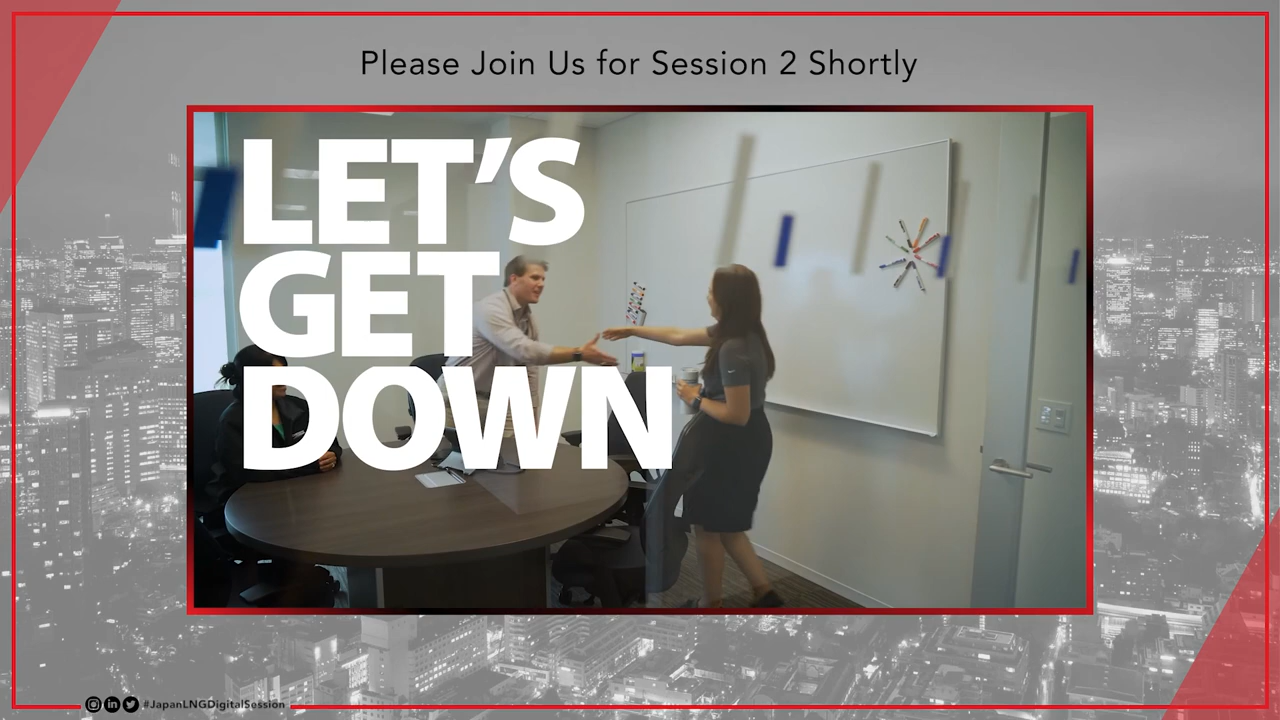 Please Join Us for Session 2 Shortly
LET'S
GET
DOWN
#JapanLNGDigitalSession